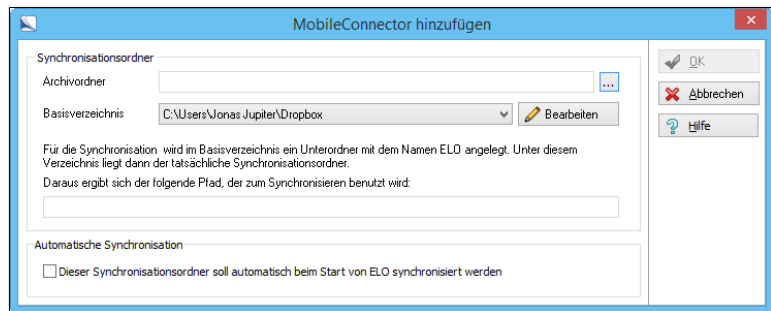 MobileConnector hinzufügen
Synchronisationsordner
Archivordner
...
Basisverzeichnis
C:\Users\Jonas Jupiter\Dropbox
Bearbeiten
Für die Synchronisation wird im Basisverzeichnis ein Unterordner mit dem Namen ELO angelegt. Unter diesem
Verzeichnis liegt dann der tatsächliche Synchronisationsordner.
Daraus ergibt sich der folgende Pfad, der zum Synchronisieren benutzt wird:
Automatische Synchronisation
Dieser Synchronisationsordner soll automatisch beim Start von ELO synchronisiert werden
OK
Abbrechen
Hilfe